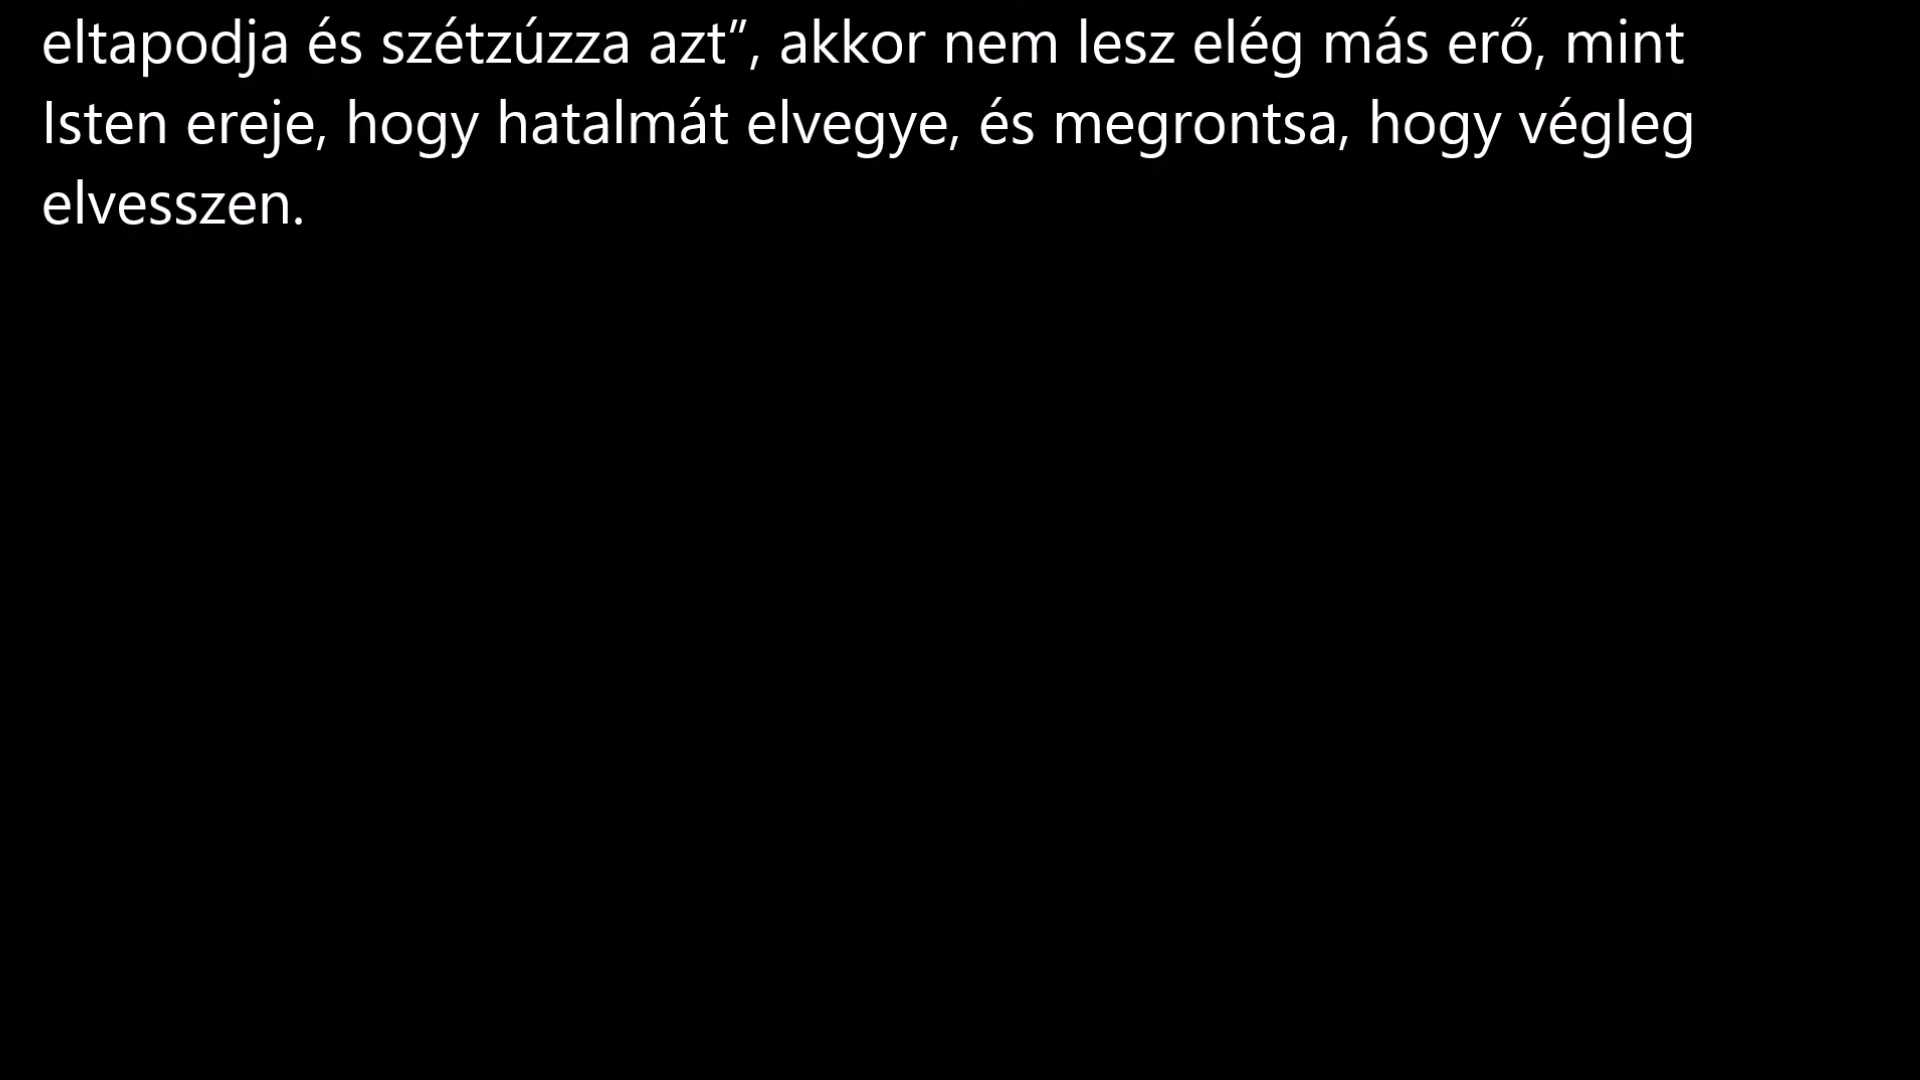 eltapodja és szétzúzza azt”, akkor nem lesz elég más erő, mint
Isten ereje, hogy hatalmát elvegye, és megrontsa, hogy végleg
elvesszen.